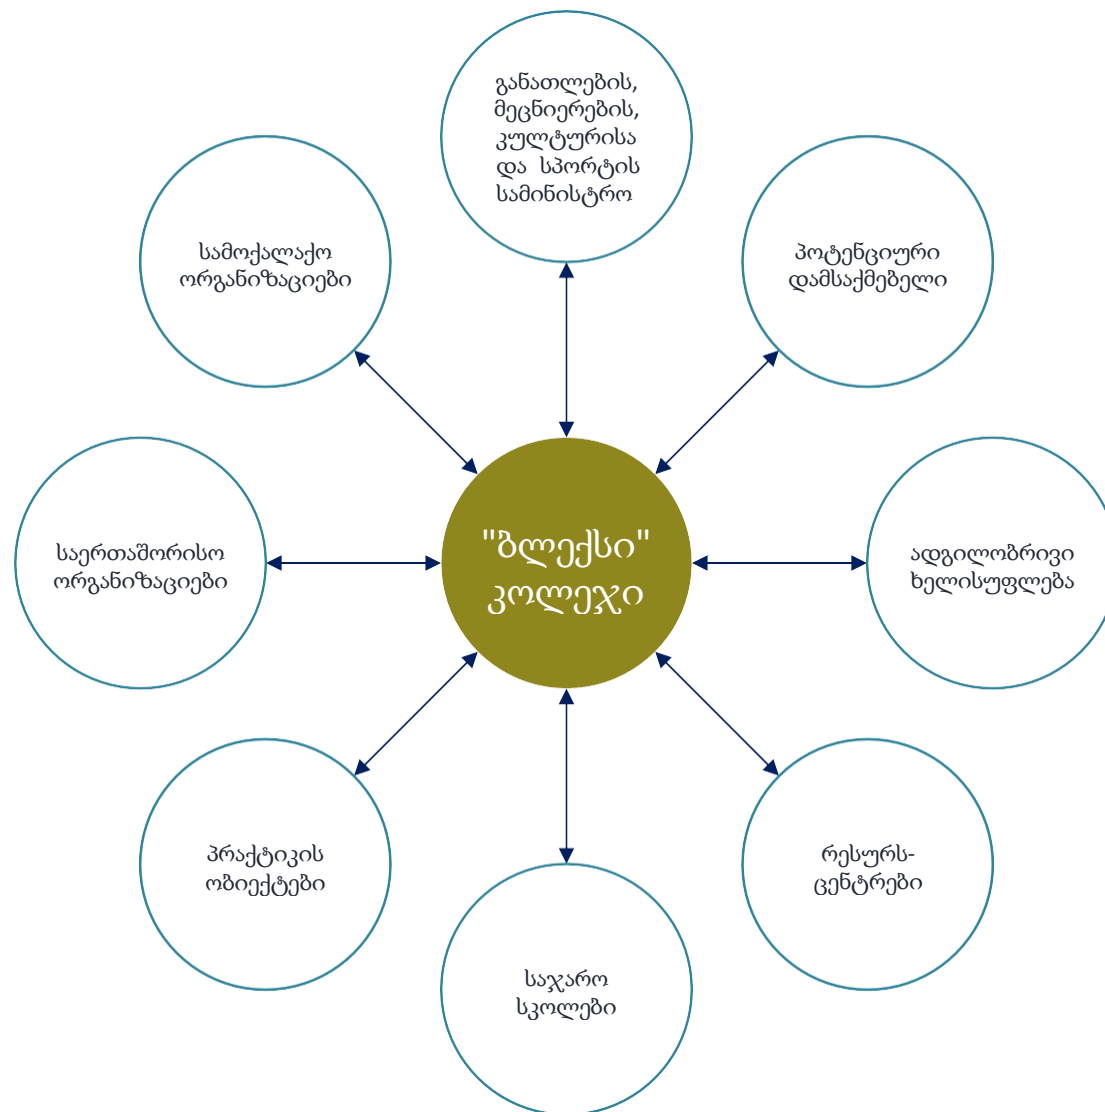 განათლების,
მეცნიერების,
კულტურისა
და სპორტის
სამინისტრო
სამოქალაქო
ორგანიზაციები
პოტენციური
დამსაქმებელი
"ბლექსი"
კოლეჯი
საერთაშორისო
ორგანიზაციები
ადგილობრივი
ხელისუფლება
პრაქტიკის
ობიექტები
რესურს-
ცენტრები
საჯარო
სკოლები